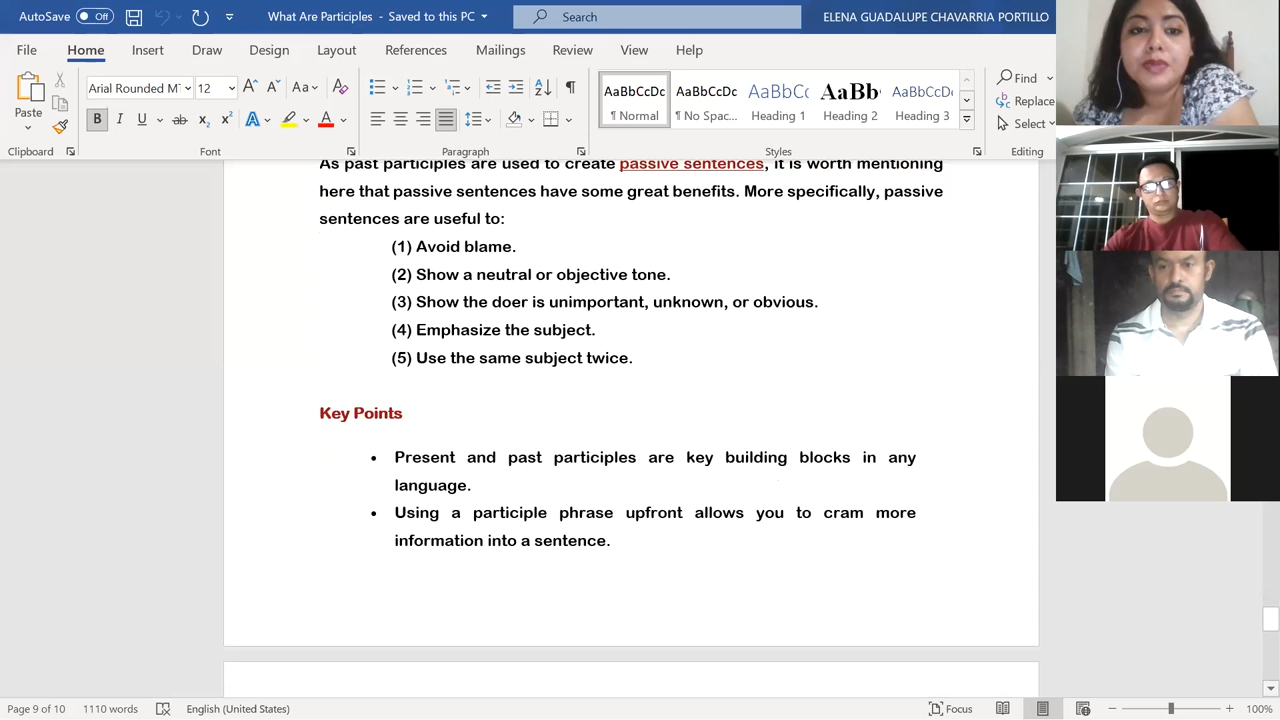 AutoSave Off What Are Participles - Saved to this PC Search ELENA GUADALUPE CHAVARRIA PORTILLO
File Home Insert Draw Design Layout References Mailings Review View Help
Arial Rounded M 12 Aa AaBbCcDc AaBbCcDc AaBbCc AaBb AaBbCcDc Find
Paste B I U ab x2 x2 A A ¶ Normal ¶ No Spac... Heading 1 Heading 2 Heading 3 Replace
Select
Clipboard Font Paragraph Styles Editing
As past participles are used to create passive sentences, it is worth mentioning
here that passive sentences have some great benefits. More specifically, passive
sentences are useful to:
(1) Avoid blame.
(2) Show a neutral or objective tone.
(3) Show the doer is unimportant, unknown, or obvious.
(4) Emphasize the subject.
(5) Use the same subject twice.
Key Points
• Present and past participles are key building blocks in any
language.
• Using a participle phrase upfront allows you to cram more
information into a sentence.
Page 9 of 10 1110 words English (United States) Focus 100%